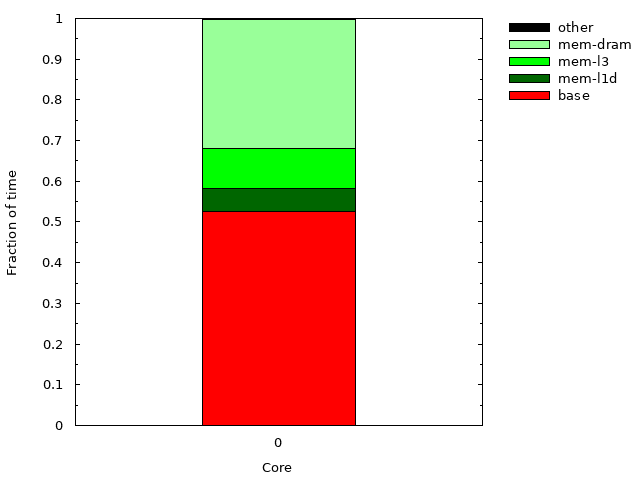 1
0.9
0.8
0.7
0.6
0.5
0.4
0.3
0.2
0.1
0
Fraction of time
0
Core
other
mem-dram
mem-l3
mem-l1d
base